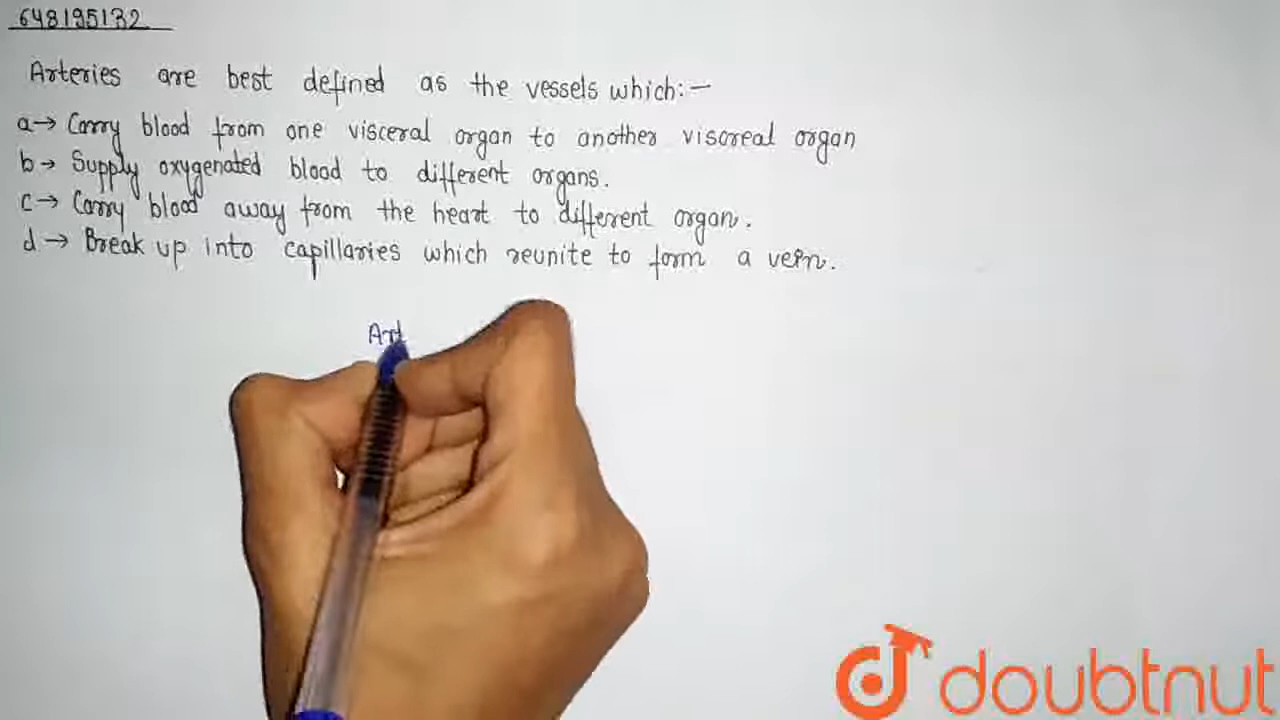 648195132
Arteries are best defined as the vessels which:-
a→ Carry blood from one visceral organ to another visoreal organ
b→ Supply oxygenated blood to different organs.
c→ Carry blood away from the heart to different organ.
d→ Break up into capillaries which reunite to form a vein.
Art
doubtnut